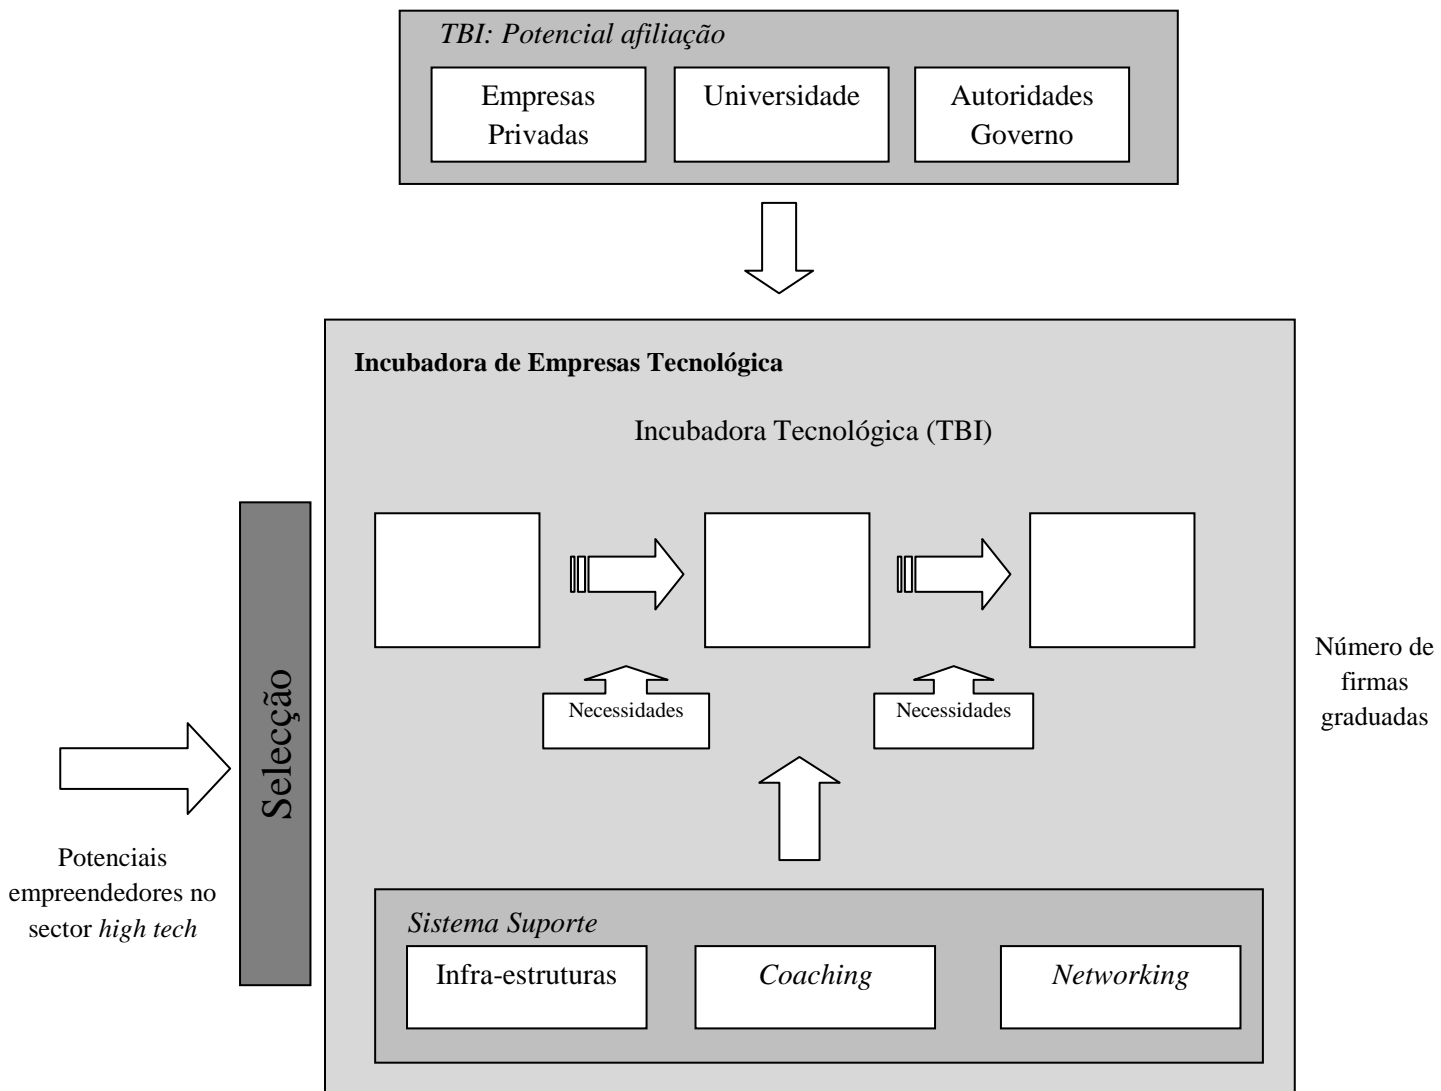 TBI: Potencial afiliação
Empresas
Privadas
Universidade
Autoridades
Governo
Incubadora de Empresas Tecnológica
Incubadora Tecnológica (TBI)
Necessidades
Necessidades
Selecção
Potenciais
empreendedores no
sector high tech
Número de
firmas
graduadas
Sistema Suporte
Infra-estruturas
Coaching
Networking